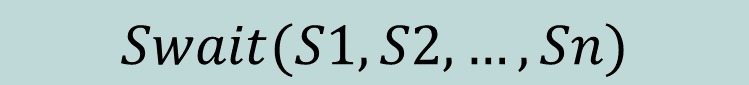 Swait(S1, S2, … , Sn)